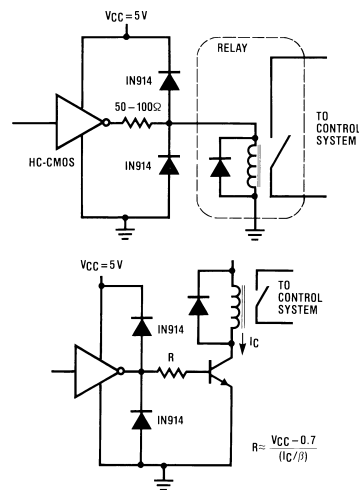 VCC=5V
RELAY
IN914
50–100Ω
HC-CMOS
IN914
TO
CONTROL
SYSTEM
VCC=5V
TO
CONTROL
SYSTEM
IN914
R
IC
IN914
R≈ VCC–0.7
(IC/β)